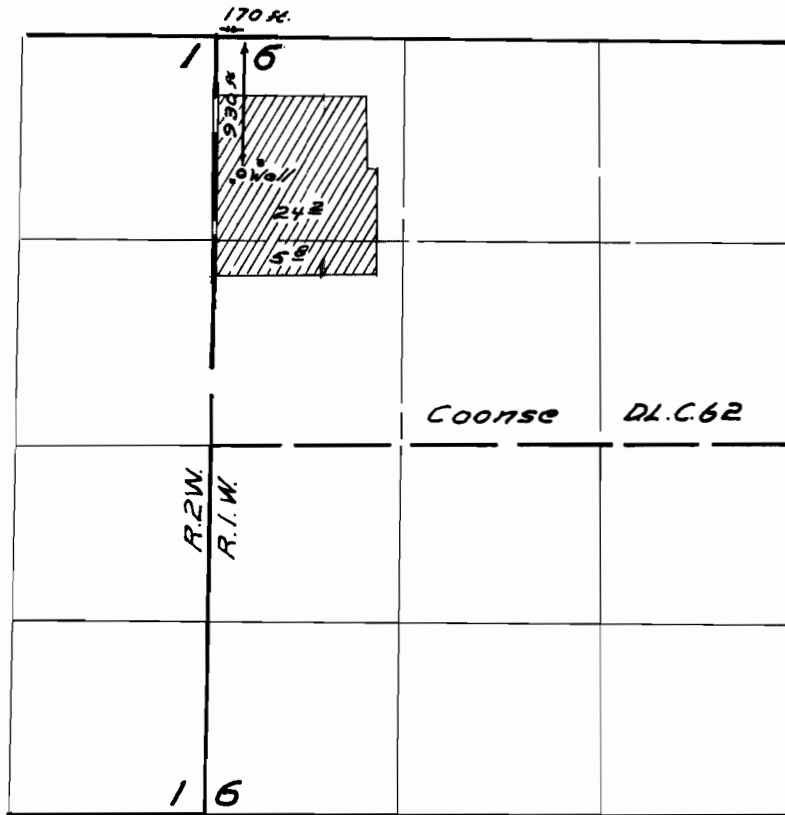 170 ft.
1 6
930 ft
"o Well"
24
5
Coonse D.L.C. 62
R.2W.
R.1.W.
1 6